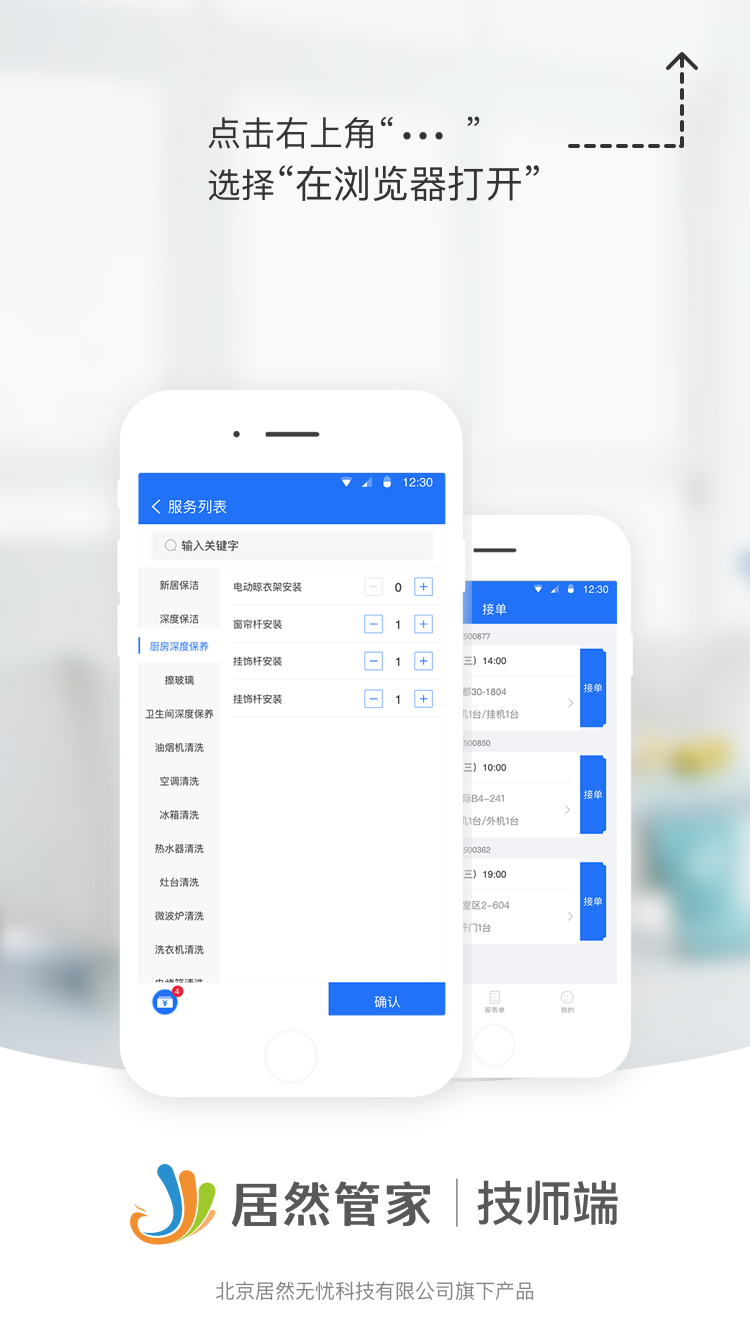 点击右上角“••• ”
选择“在浏览器打开”
12:30
服务列表
输入关键字
新居保洁
深度保洁
厨房深度保养
擦玻璃
卫生间深度保养
油烟机清洗
空调清洗
冰箱清洗
热水器清洗
灶台清洗
微波炉清洗
洗衣机清洗
电动晾衣架安装 － 0 +
窗帘杆安装 － 1 +
挂饰杆安装 － 1 +
挂饰杆安装 － 1 +
4
¥
确认
12:30
接单
500877
三）14:00
都30-1804
机1台/挂机1台
接单
500850
三）10:00
际B4-241
机1台/外机1台
接单
500362
三）19:00
室区2-604
开门1台
接单
服务单
我的
居然管家
技师端
北京居然无忧科技有限公司旗下产品